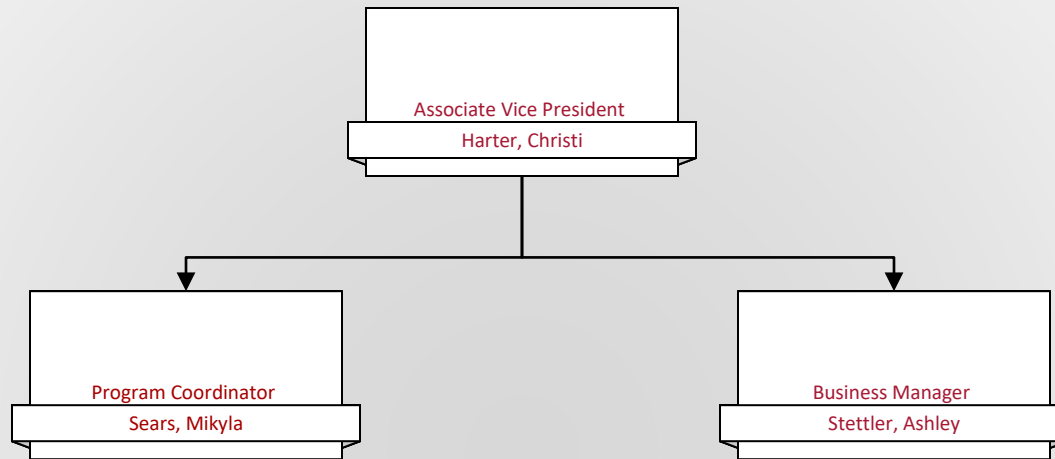 Associate Vice President
Harter, Christi
Program Coordinator
Sears, Mikyla
Business Manager
Stettler, Ashley